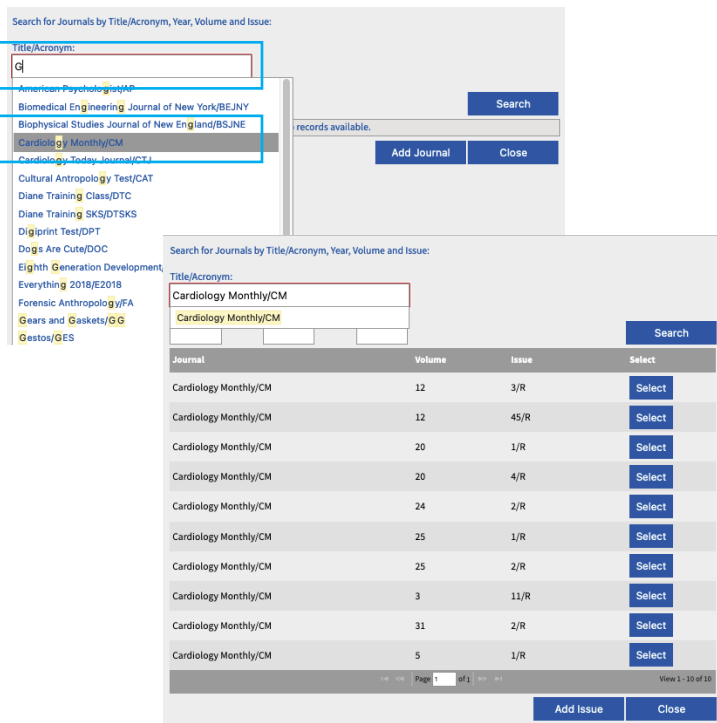 Search for Journals by Title/Acronym, Year, Volume and Issue:
Title/Acronym:
G
American Psychologist/AP
Biomedical Engineering Journal of New York/BEJNY
Search
Biophysical Studies Journal of New England/BSJNE
records available.
Cardiology Monthly/CM
Add Journal Close
Cardiology Today Journal/CTJ
Cultural Antropology Test/CAT
Diane Training Class/DTC
Diane Training SKS/DTSKS
Digiprint Test/DPT
Dogs Are Cute/DOC
Eighth Generation Development,
Everything 2018/E2018
Forensic Anthropology/FA
Gears and Gaskets/GG
Gestos/GES
Search for Journals by Title/Acronym, Year, Volume and Issue:
Title/Acronym:
Cardiology Monthly/CM
Cardiology Monthly/CM
Search
Journal Volume Issue Select
Cardiology Monthly/CM 12 3/R Select
Cardiology Monthly/CM 12 45/R Select
Cardiology Monthly/CM 20 1/R Select
Cardiology Monthly/CM 20 4/R Select
Cardiology Monthly/CM 24 2/R Select
Cardiology Monthly/CM 25 1/R Select
Cardiology Monthly/CM 25 2/R Select
Cardiology Monthly/CM 3 11/R Select
Cardiology Monthly/CM 31 2/R Select
Cardiology Monthly/CM 5 1/R Select
Page 1 of 1 View 1 - 10 of 10
Add Issue Close